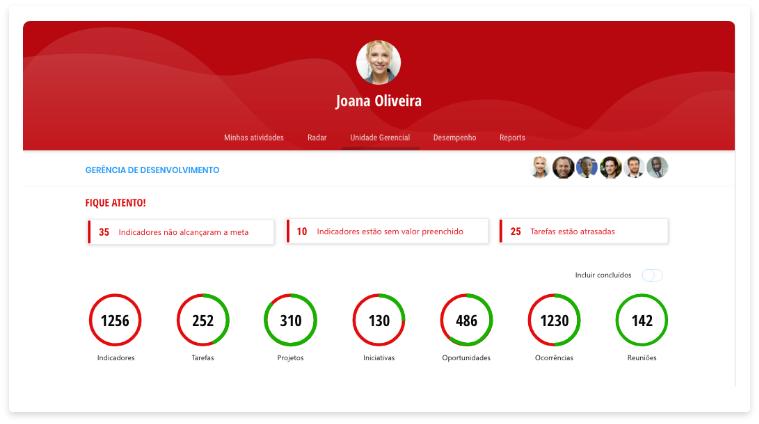 Joana Oliveira
Minhas atividades Radar Unidade Gerencial Desempenho Reports
GERÊNCIA DE DESENVOLVIMENTO
FIQUE ATENTO!
35 Indicadores não alcançaram a meta
10 Indicadores estão sem valor preenchido
25 Tarefas estão atrasadas
Incluir concluídos
1256 252 310 130 486 1230 142
Indicadores Tarefas Projetos Iniciativas Oportunidades Ocorrências Reuniões